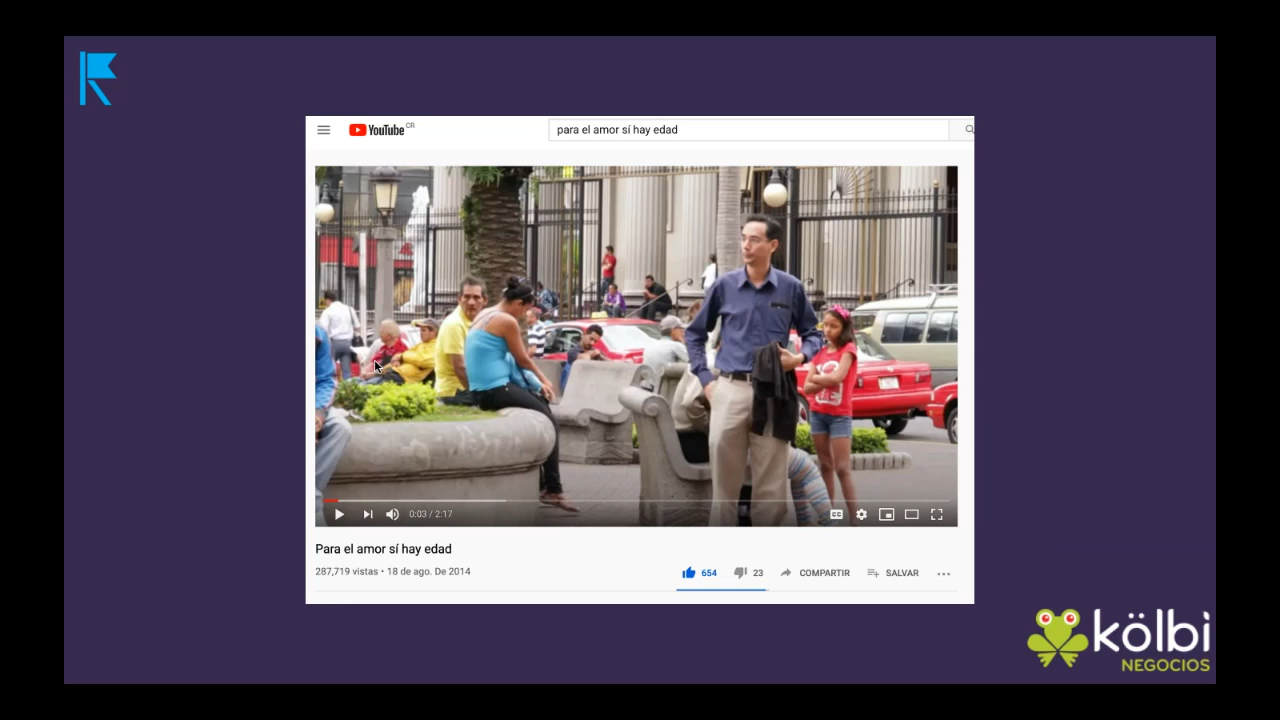 YouTube CR
para el amor sí hay edad
0:03 / 2:17
CC
Para el amor sí hay edad
287,719 vistas • 18 de ago. De 2014
654
23
COMPARTIR
SALVAR
kölbi
NEGOCIOS